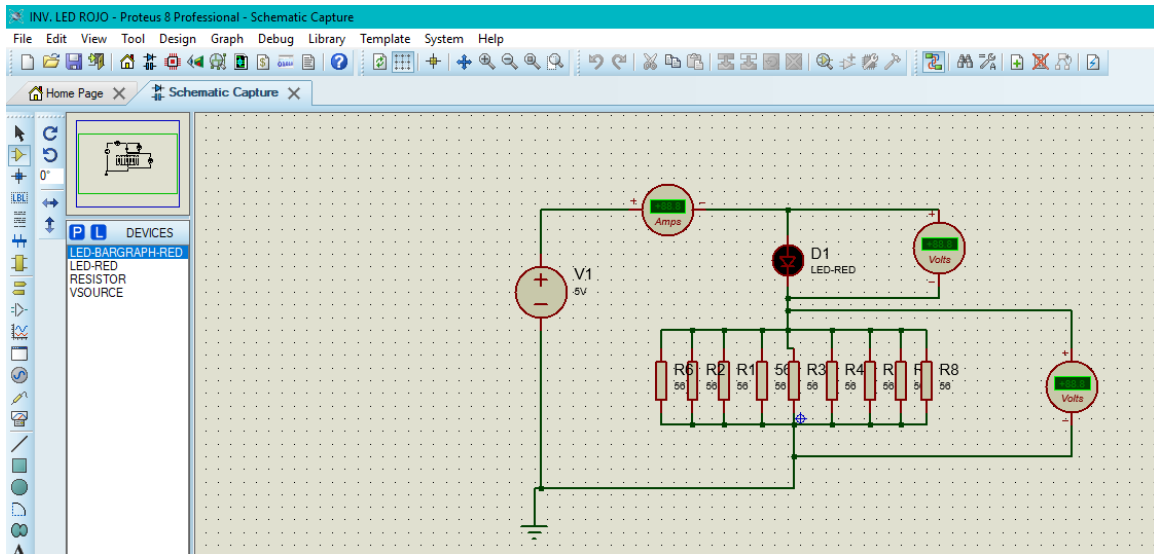 INV. LED ROJO - Proteus 8 Professional - Schematic Capture
File Edit View Tool Design Graph Debug Library Template System Help
Home Page
Schematic Capture
0°
LBL
P L DEVICES
LED-BARGRAPH-RED
LED-RED
RESISTOR
VSOURCE
A
+ -
Amps
+
Volts
-
D1
LED-RED
V1
5V
+
-
R6 R2 R1 56 R3 R4 R R8
56 56 56 56 56 56 56
+
Volts
-